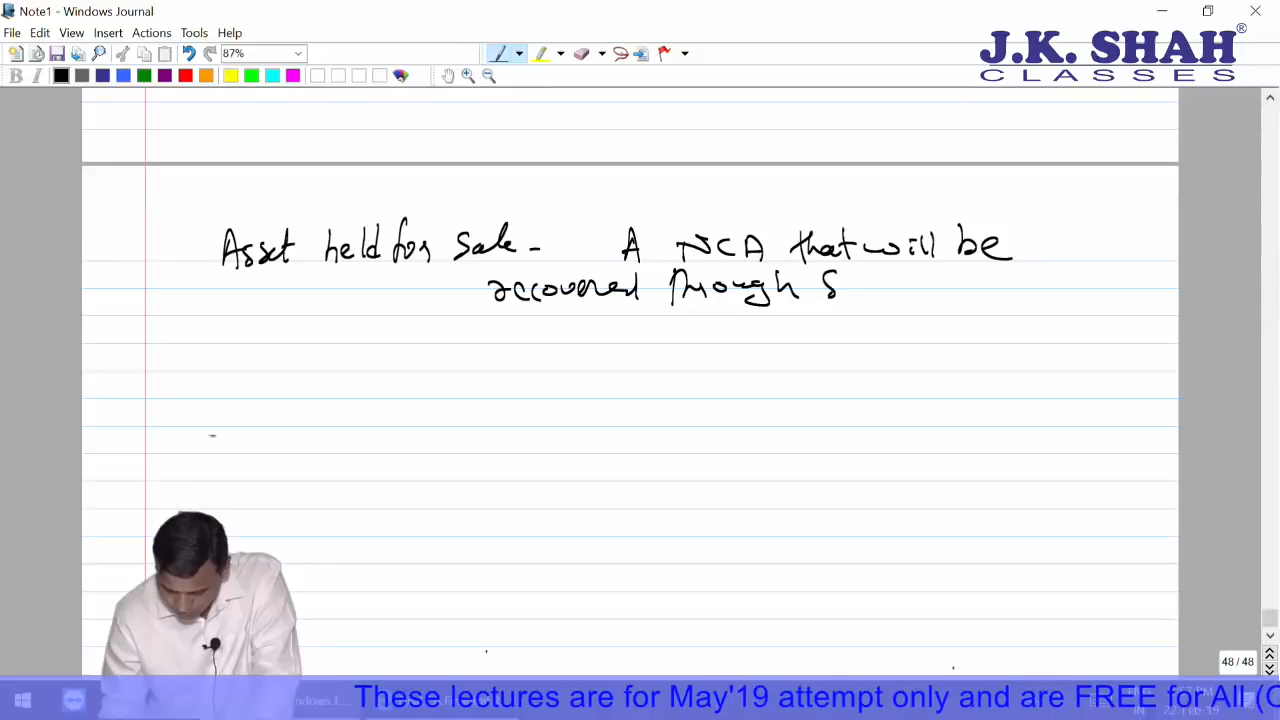 Note1 - Windows Journal
File Edit View Insert Actions Tools Help
87%
B I
J.K. SHAH®
CLASSES
Asset held for Sale - A NCA that will be
recovered through S
48 / 48
These lectures are for May'19 attempt only and are FREE for All (C